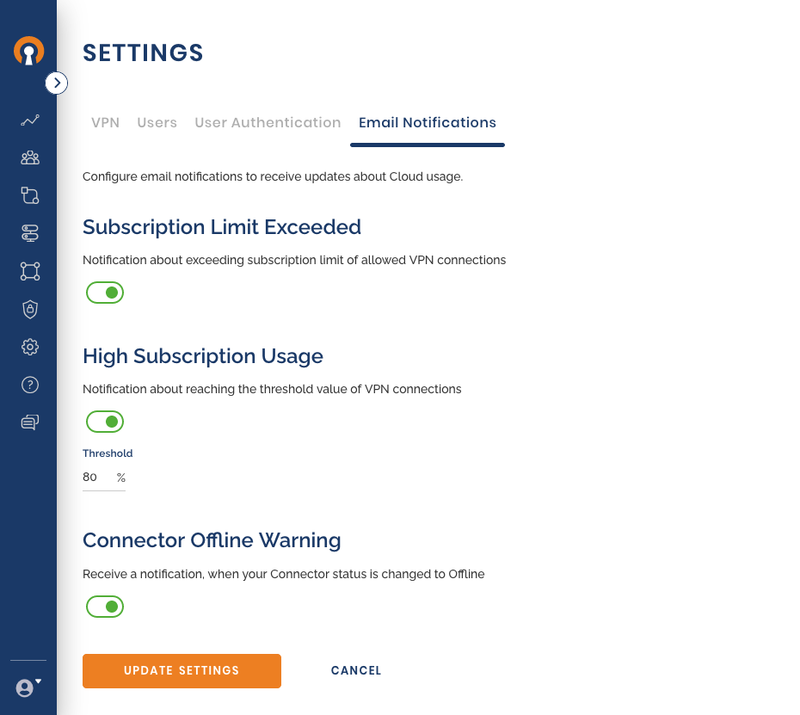 SETTINGS
VPN Users User Authentication Email Notifications
Configure email notifications to receive updates about Cloud usage.
Subscription Limit Exceeded
Notification about exceeding subscription limit of allowed VPN connections
High Subscription Usage
Notification about reaching the threshold value of VPN connections
Threshold
80 %
Connector Offline Warning
Receive a notification, when your Connector status is changed to Offline
UPDATE SETTINGS CANCEL